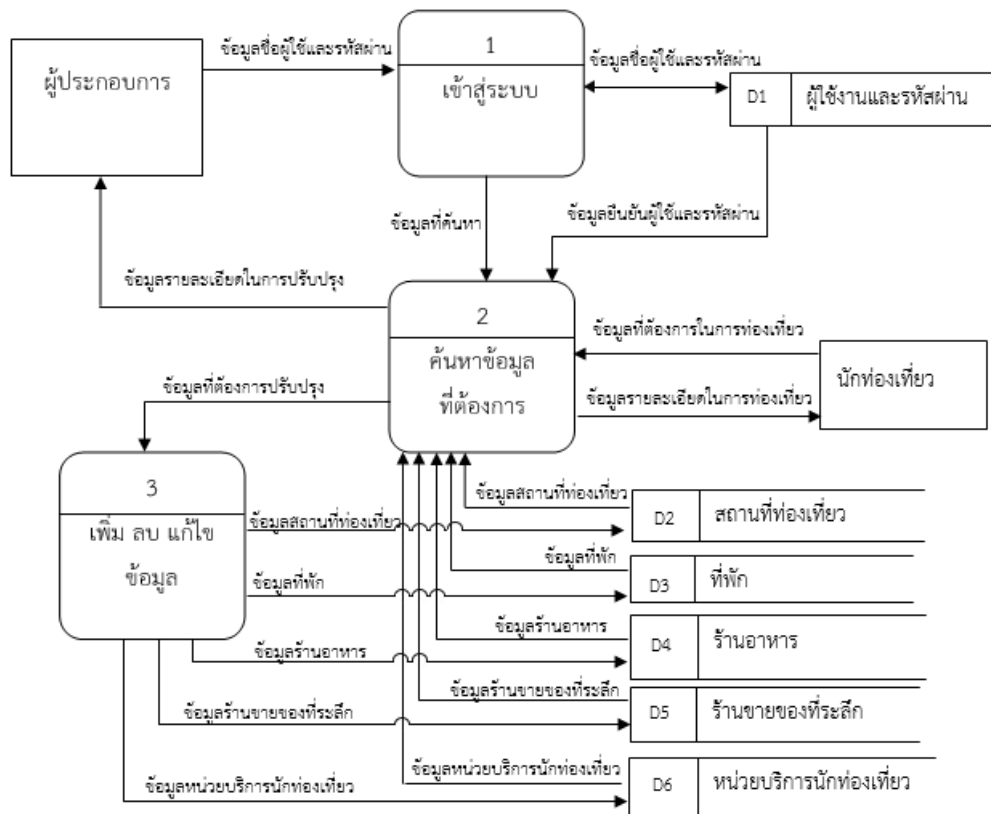 1
ข้อมูลชื่อผู้ใช้และรหัสผ่าน
ข้อมูลชื่อผู้ใช้และรหัสผ่าน
ผู้ประกอบการ
เข้าสู่ระบบ
D1
ผู้ใช้งานและรหัสผ่าน
ข้อมูลที่ค้นหา
ข้อมูลยืนยันผู้ใช้และรหัสผ่าน
ข้อมูลรายละเอียดในการปรับปรุง
2
ค้นหาข้อมูล
ที่ต้องการ
ข้อมูลที่ต้องการในการท่องเที่ยว
นักท่องเที่ยว
ข้อมูลรายละเอียดในการท่องเที่ยว
ข้อมูลที่ต้องการปรับปรุง
3
เพิ่ม ลบ แก้ไข
ข้อมูล
ข้อมูลสถานที่ท่องเที่ยว
D2
สถานที่ท่องเที่ยว
ข้อมูลสถานที่ท่องเที่ยว
ข้อมูลที่พัก
D3
ที่พัก
ข้อมูลที่พัก
ข้อมูลร้านอาหาร
D4
ร้านอาหาร
ข้อมูลร้านอาหาร
ข้อมูลร้านขายของที่ระลึก
D5
ร้านขายของที่ระลึก
ข้อมูลร้านขายของที่ระลึก
ข้อมูลหน่วยบริการนักท่องเที่ยว
D6
หน่วยบริการนักท่องเที่ยว
ข้อมูลหน่วยบริการนักท่องเที่ยว